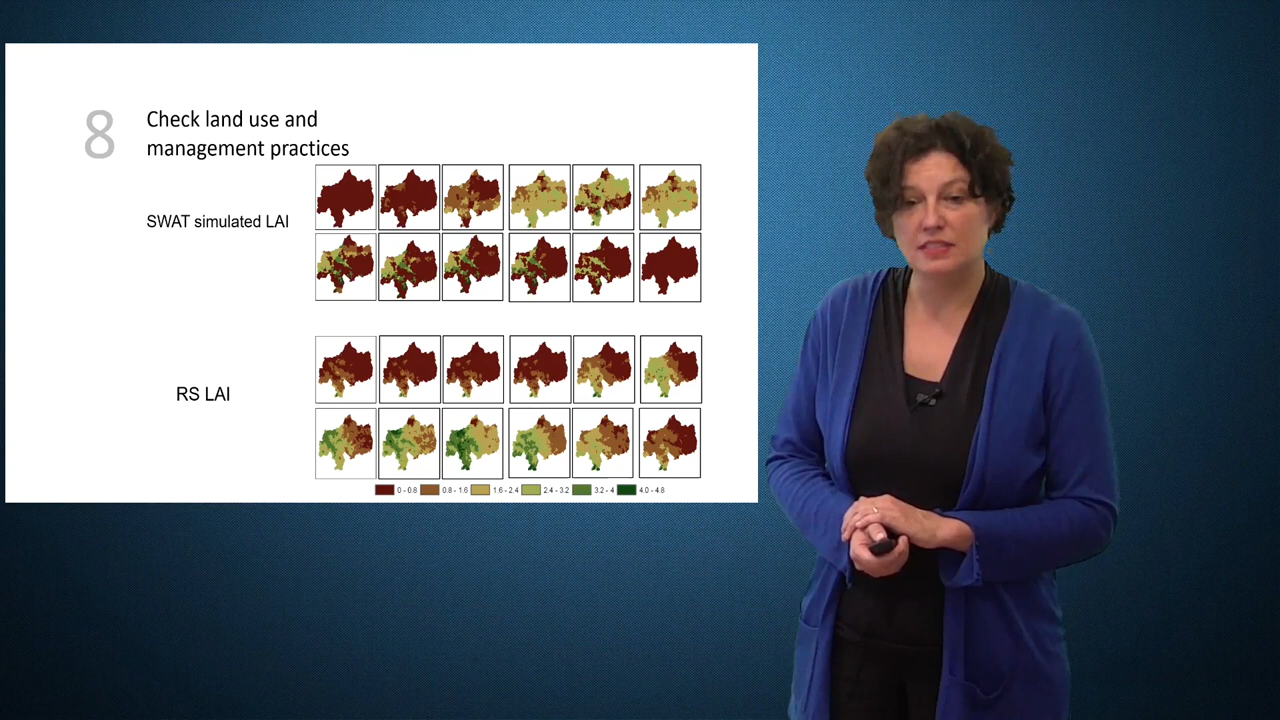 8
Check land use and
management practices
SWAT simulated LAI
RS LAI
0 - 0.8 0.8 - 1.6 1.6 - 2.4 2.4 - 3.2 3.2 - 4 4.0 - 4.8